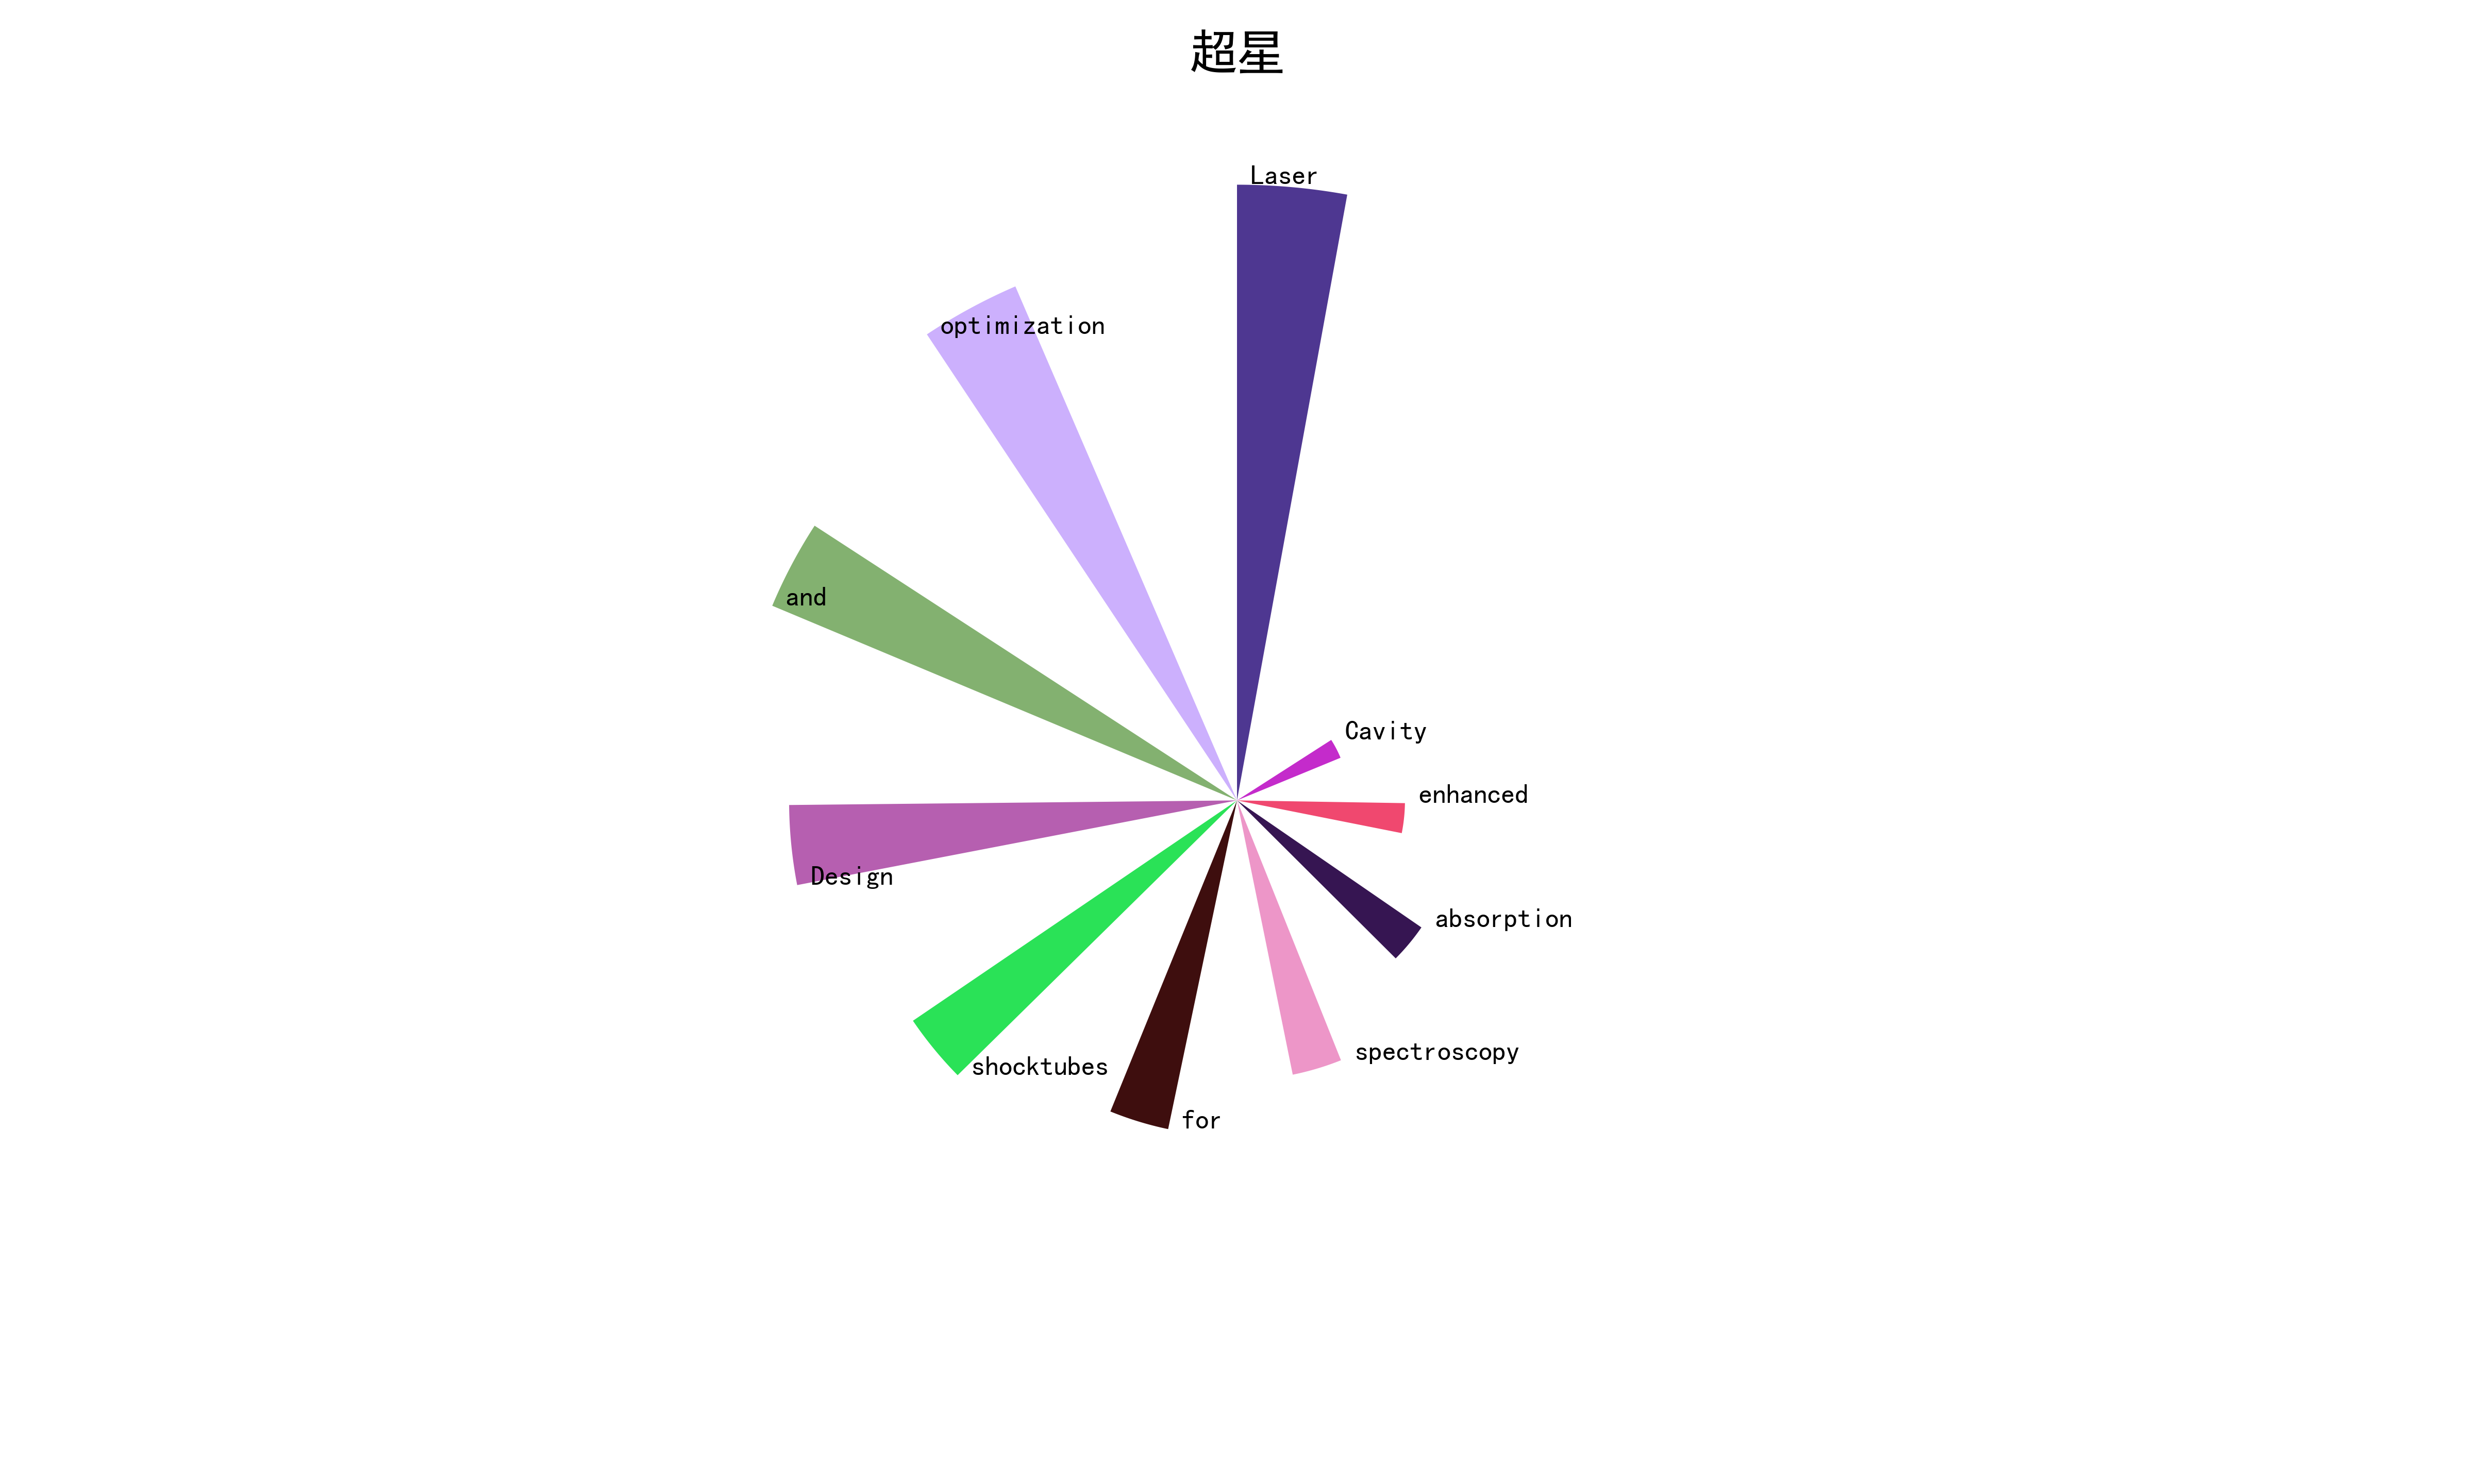 超星
Laser
optimization
and
Cavity
enhanced
Design
absorption
spectroscopy
shocktubes
for